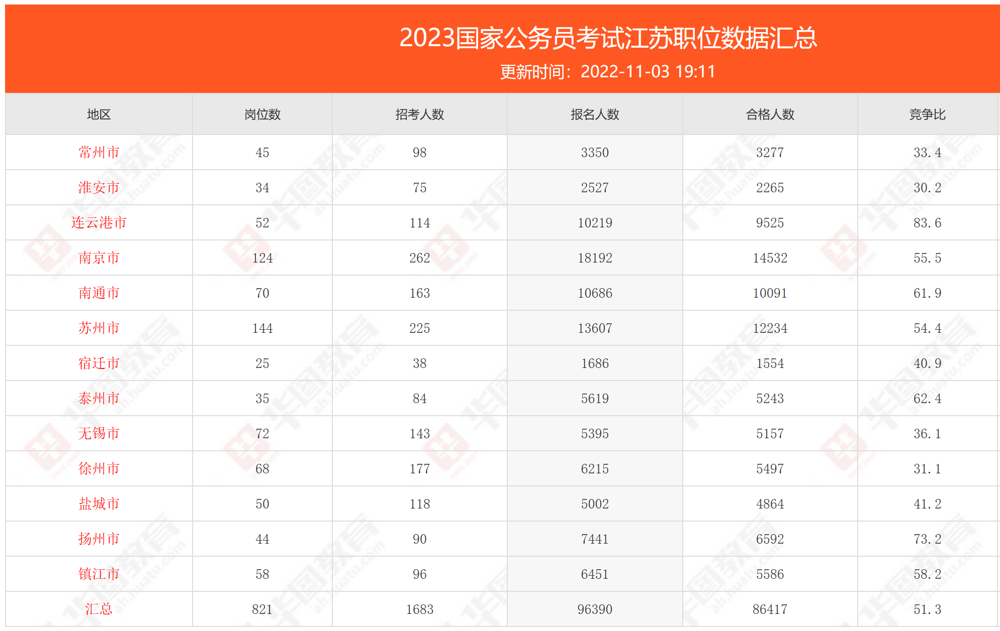 2023国家公务员考试江苏职位数据汇总
更新时间：2022-11-03 19:11
地区 岗位数 招考人数 报名人数 合格人数 竞争比
常州市 45 98 3350 3277 33.4
淮安市 34 75 2527 2265 30.2
连云港市 52 114 10219 9525 83.6
南京市 124 262 18192 14532 55.5
南通市 70 163 10686 10091 61.9
苏州市 144 225 13607 12234 54.4
宿迁市 25 38 1686 1554 40.9
泰州市 35 84 5619 5243 62.4
无锡市 72 143 5395 5157 36.1
徐州市 68 177 6215 5497 31.1
盐城市 50 118 5002 4864 41.2
扬州市 44 90 7441 6592 73.2
镇江市 58 96 6451 5586 58.2
汇总 821 1683 96390 86417 51.3
华图教育
ah.huatu.com